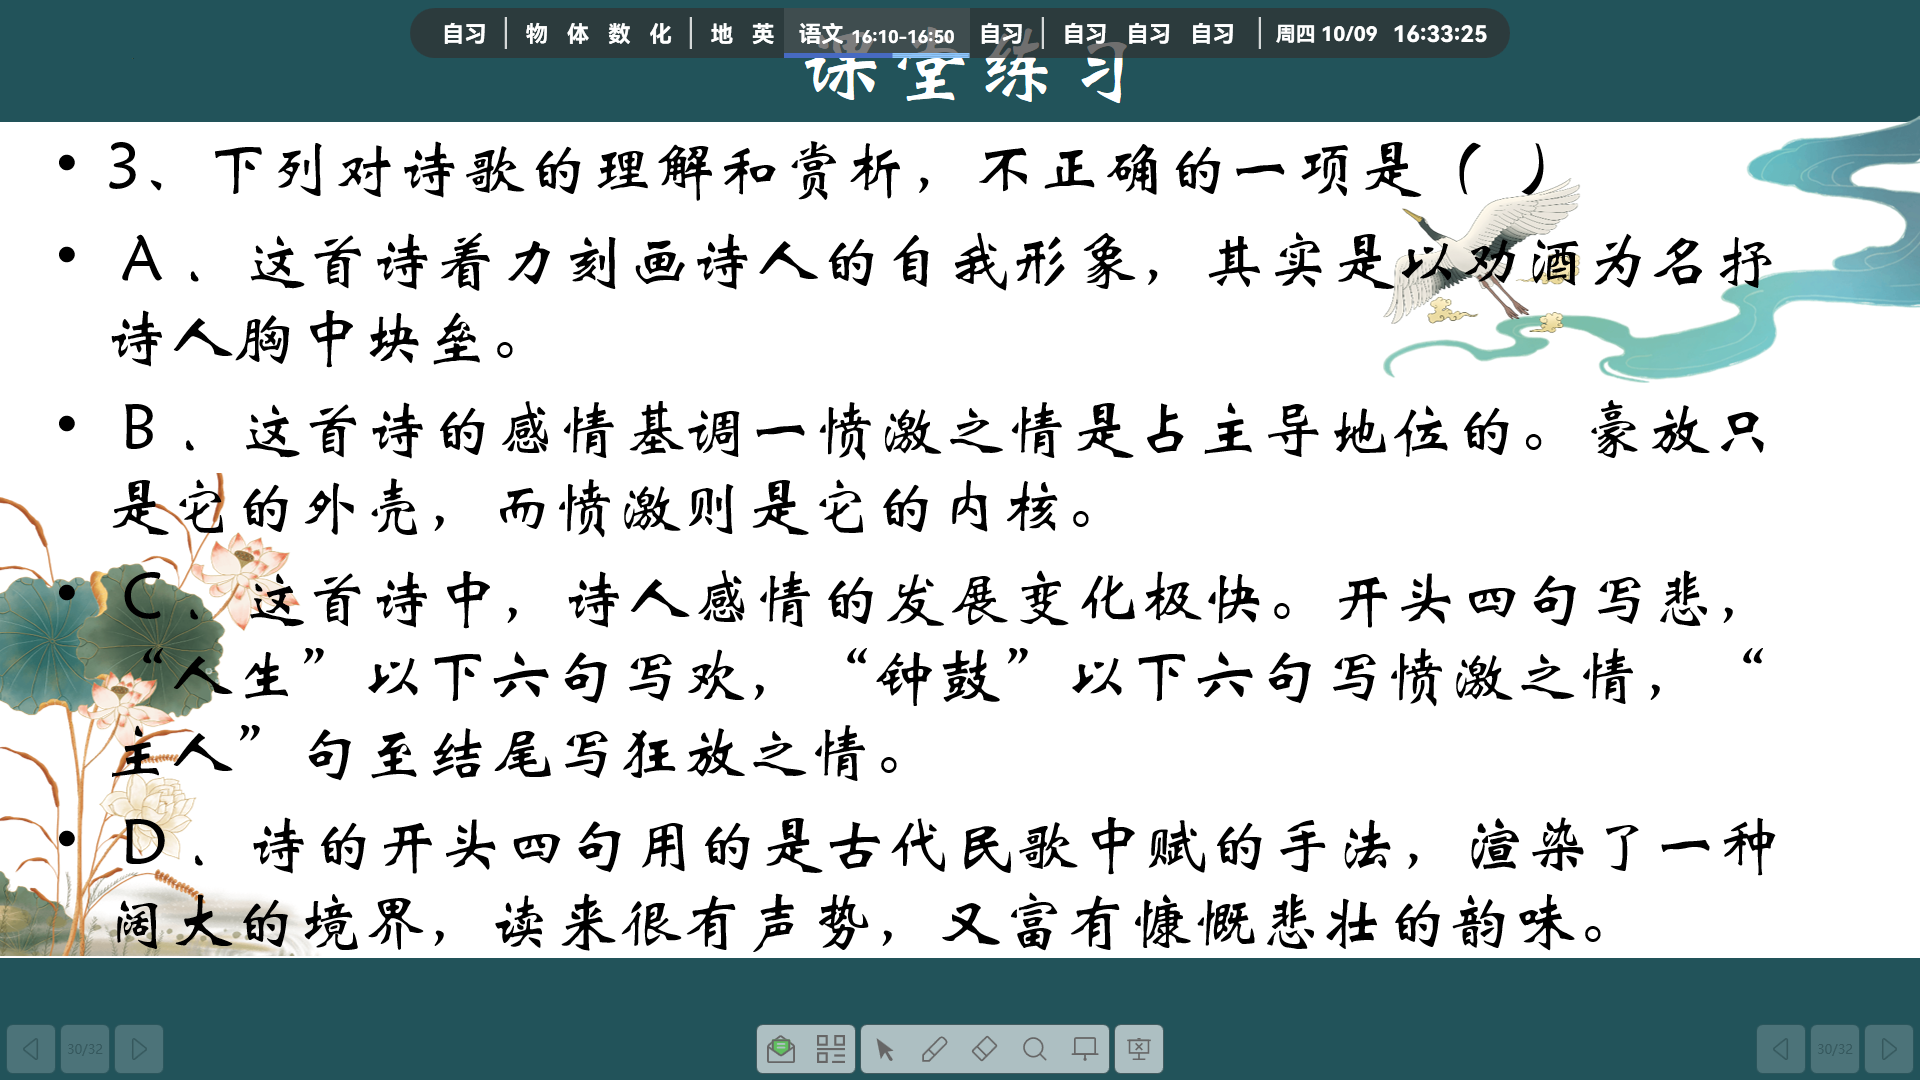 自习 | 物 体 数 化 | 地 英 语文 16:10-16:50 自习 | 自习 自习 自习 | 周四 10/09 16:33:25
课堂练习
• 3、下列对诗歌的理解和赏析，不正确的一项是（ ）
• A、这首诗着力刻画诗人的自我形象，其实是以劝酒为名抒
诗人胸中块垒。
• B、这首诗的感情基调一愤激之情是占主导地位的。豪放只
是它的外壳，而愤激则是它的内核。
• C、这首诗中，诗人感情的发展变化极快。开头四句写悲，
“人生”以下六句写欢，“钟鼓”以下六句写愤激之情，“
主人”句至结尾写狂放之情。
• D、诗的开头四句用的是古代民歌中赋的手法，渲染了一种
阔大的境界，读来很有声势，又富有慷慨悲壮的韵味。
30/32 30/32